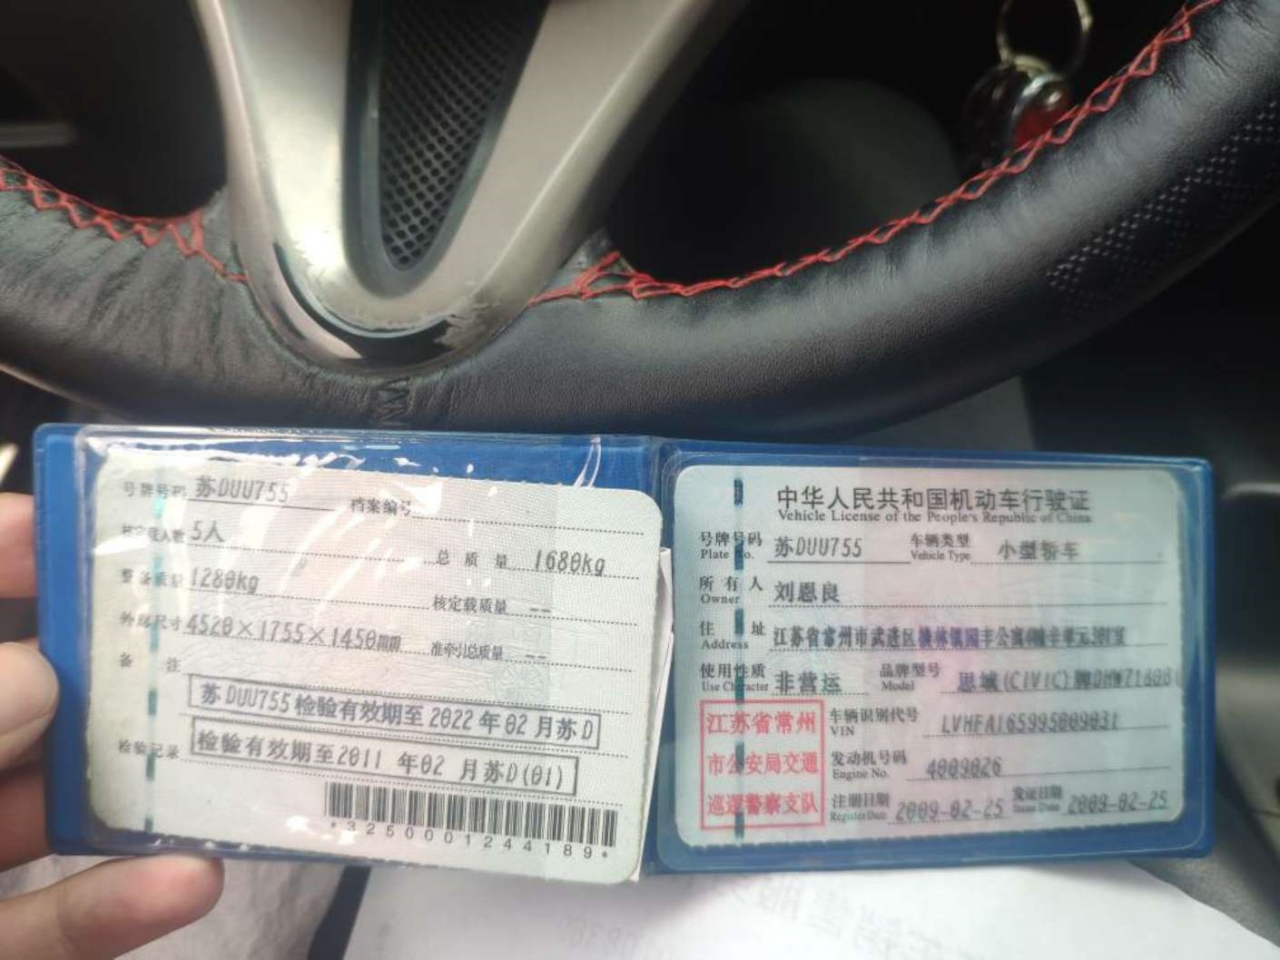 号牌号码 苏DUU755 档案编号
核定载人数 5人 总质量 1680kg
整备质量 1280kg 核定载质量 --
外廓尺寸 4520×1755×1450mm 准牵引总质量 --
备注
苏DUU755检验有效期至2022年02月苏D
检验记录 检验有效期至2011 年02 月苏D(01)
*3250001244189*
中华人民共和国机动车行驶证
Vehicle License of the People's Republic of China
号牌号码 苏DUU755 车辆类型 小型轿车
Plate No. Vehicle Type
所有人 刘恩良
Owner
住址 江苏省常州市武进区
Address
使用性质 非营运 品牌型号 思域(CIVIC)牌
Use Character Model
江苏省常州
市公安局交通
巡逻警察支队
车辆识别代号 LVHFA165995009031
VIN
发动机号码 4009026
Engine No.
注册日期 2009-02-25 发证日期 2009-02-25
Register Date Issue Date